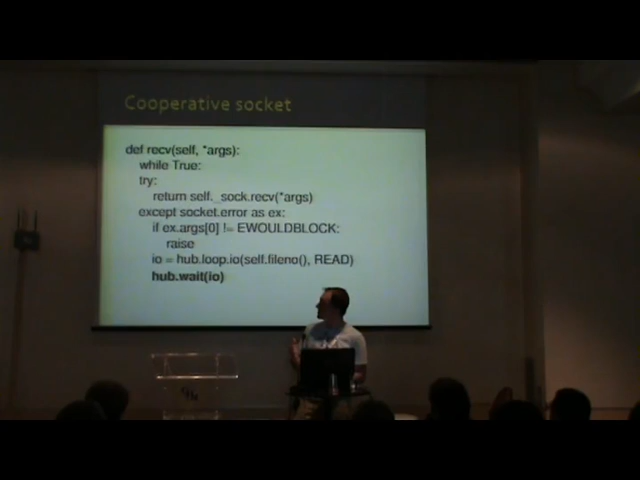 Cooperative socket
def recv(self, *args):
while True:
try:
return self._sock.recv(*args)
except socket.error as ex:
if ex.args[0] != EWOULDBLOCK:
raise
io = hub.loop.io(self.fileno(), READ)
hub.wait(io)